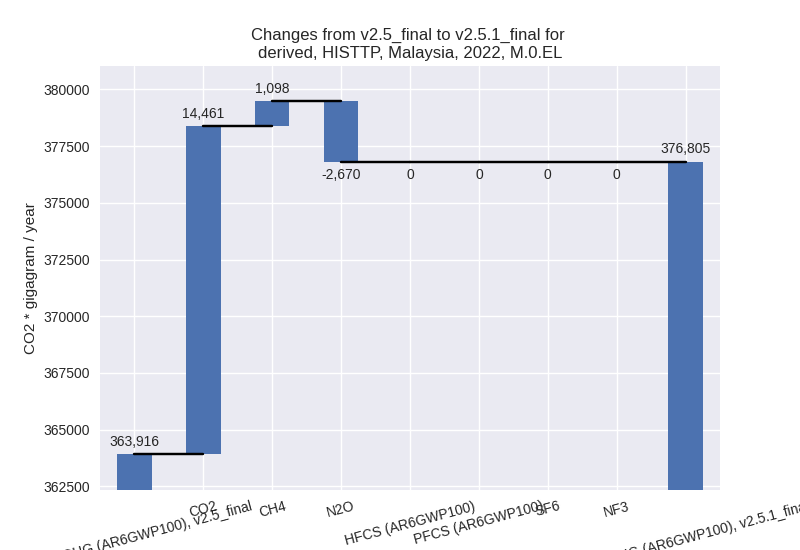 Changes from v2.5_final to v2.5.1_final for
derived, HISTTP, Malaysia, 2022, M.0.EL
CO2 * gigagram / year
380000
377500
375000
372500
370000
367500
365000
362500
363,916
14,461
1,098
-2,670
0
0
0
0
376,805
(AR6GWP100), v2.5_final
CO2
CH4
N2O
HFCS (AR6GWP100)
PFCS (AR6GWP100)
SF6
NF3
(AR6GWP100), v2.5.1_final